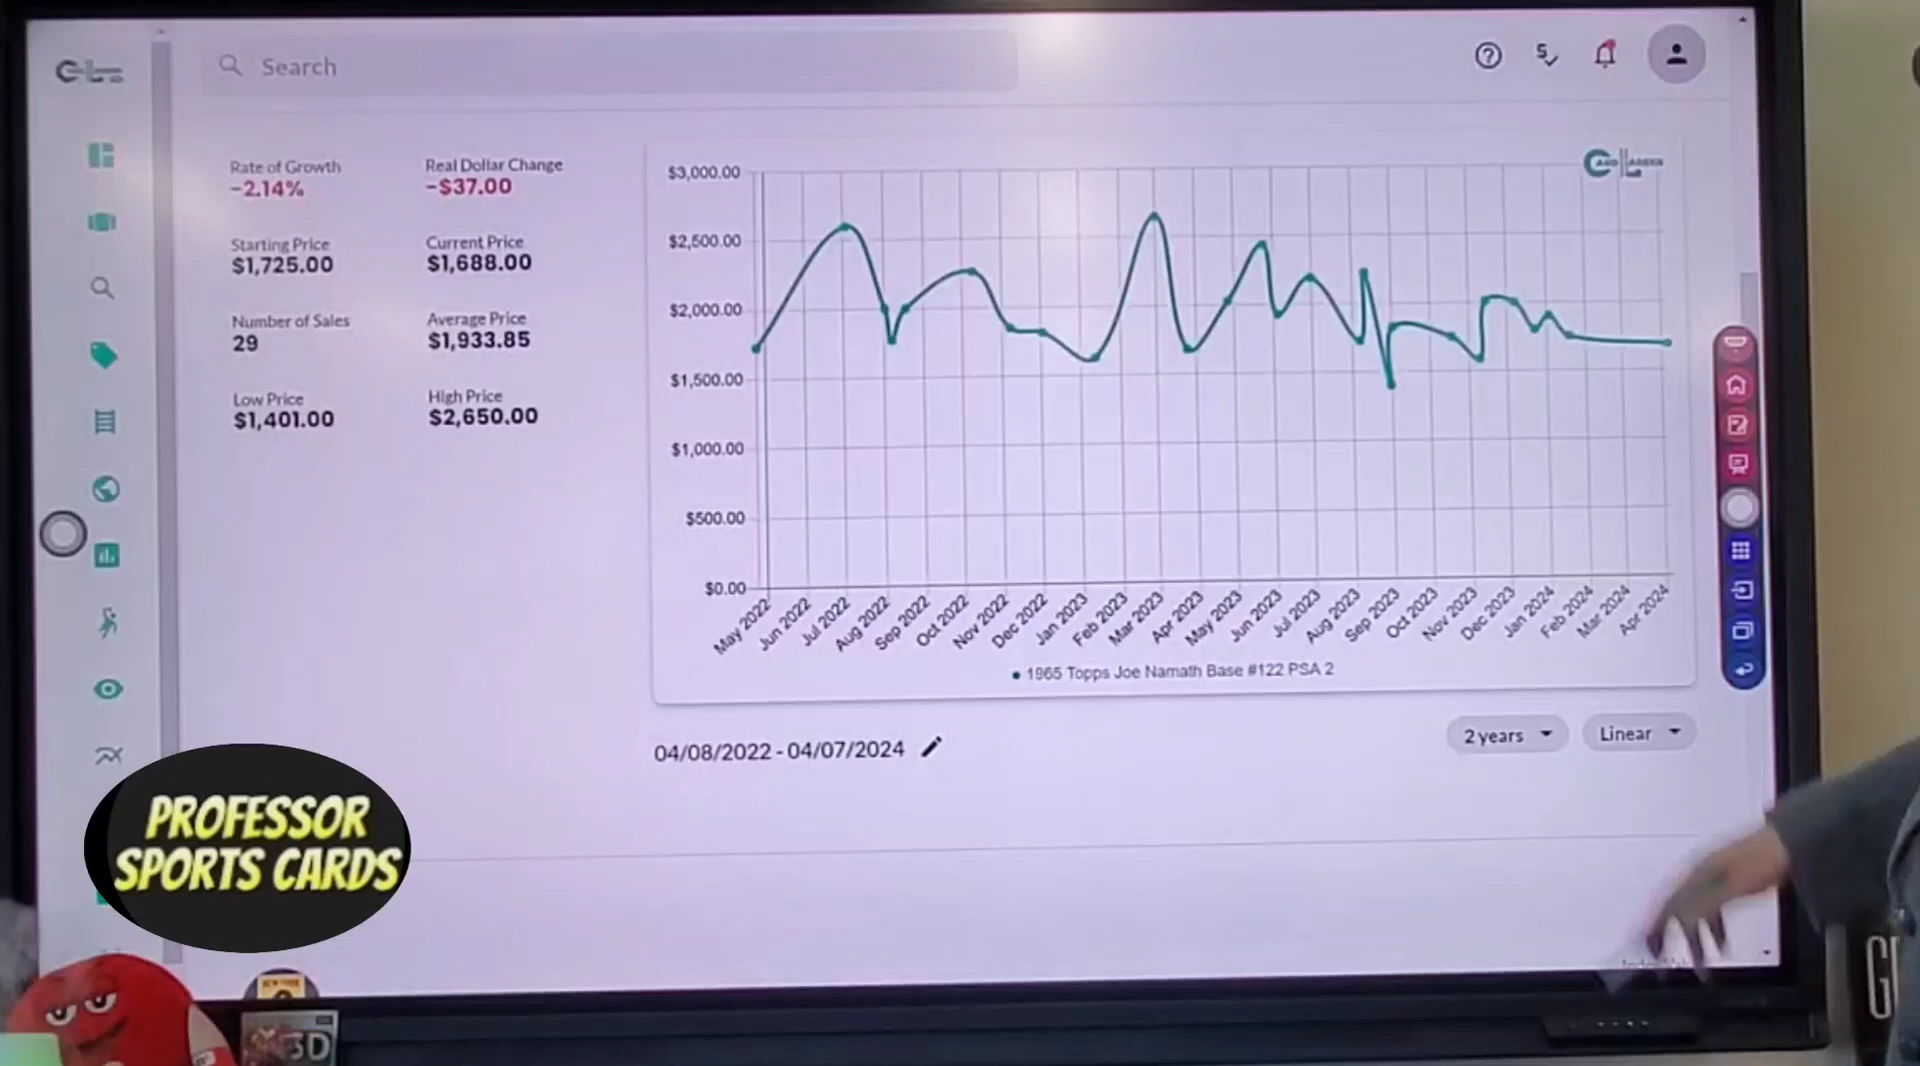 CL
Search
Rate of Growth
-2.14%
Real Dollar Change
-$37.00
Starting Price
$1,725.00
Current Price
$1,688.00
Number of Sales
29
Average Price
$1,933.85
Low Price
$1,401.00
High Price
$2,650.00
CARD LADDER
$3,000.00
$2,500.00
$2,000.00
$1,500.00
$1,000.00
$500.00
$0.00
May 2022
Jun 2022
Jul 2022
Aug 2022
Sep 2022
Oct 2022
Nov 2022
Dec 2022
Jan 2023
Feb 2023
Mar 2023
Apr 2023
May 2023
Jun 2023
Jul 2023
Aug 2023
Sep 2023
Oct 2023
Nov 2023
Dec 2023
Jan 2024
Feb 2024
Mar 2024
Apr 2024
1965 Topps Joe Namath Base #122 PSA 2
04/08/2022 - 04/07/2024
2 years
Linear
PROFESSOR
SPORTS CARDS
NEW YORK
3D